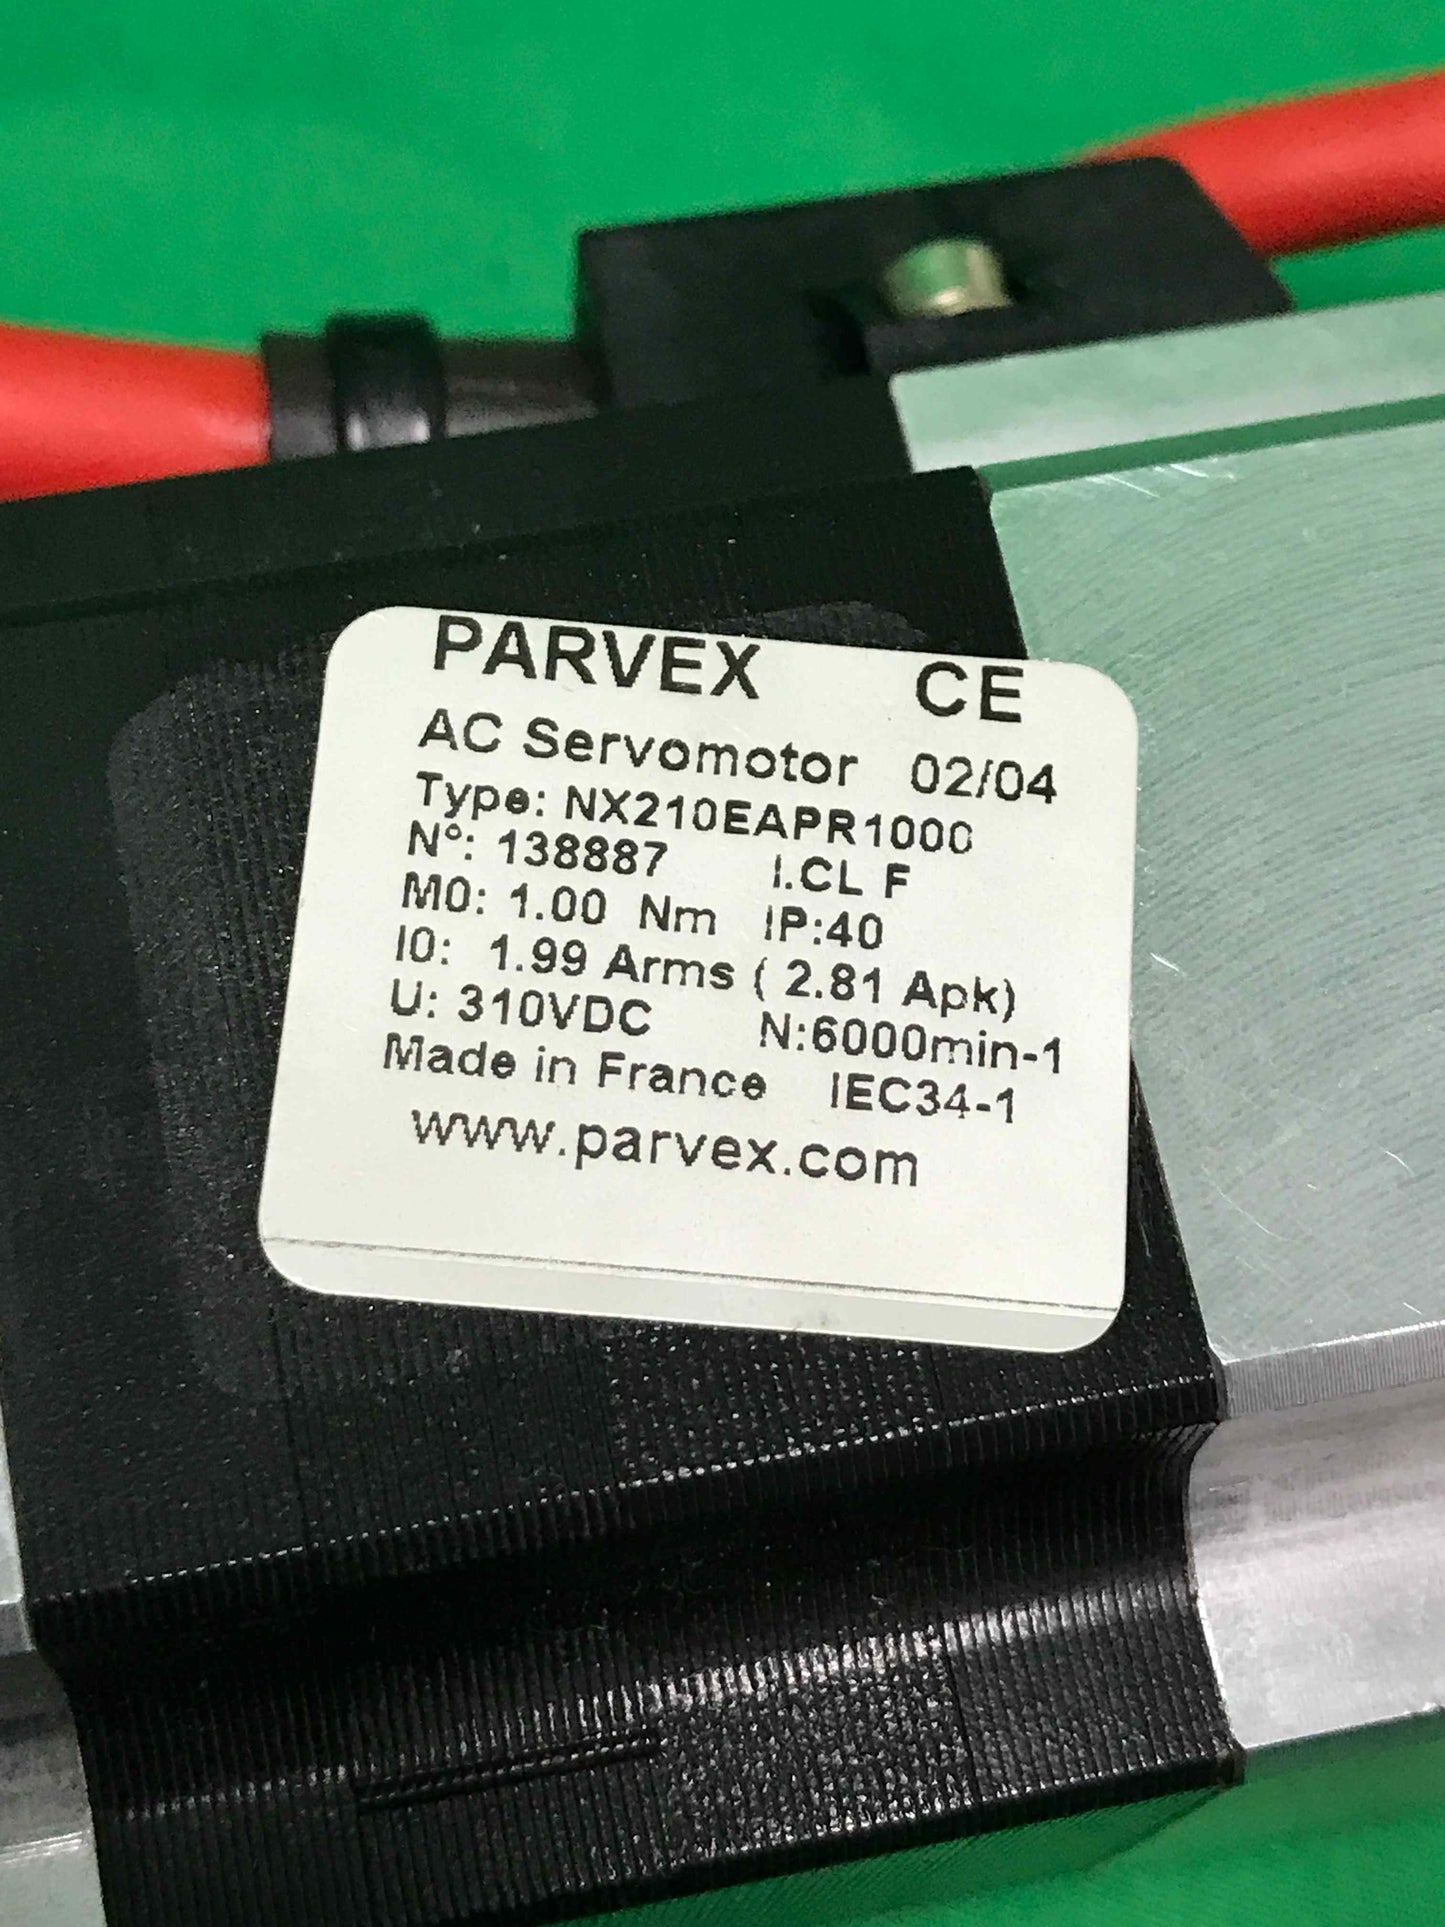 PARVEX CE
AC Servomotor 02/04
Type: NX210EAPR1000
N°: 138887 I.CL F
M0: 1.00 Nm IP:40
I0: 1.99 Arms ( 2.81 Apk)
U: 310VDC N:6000min-1
Made in France IEC34-1
www.parvex.com